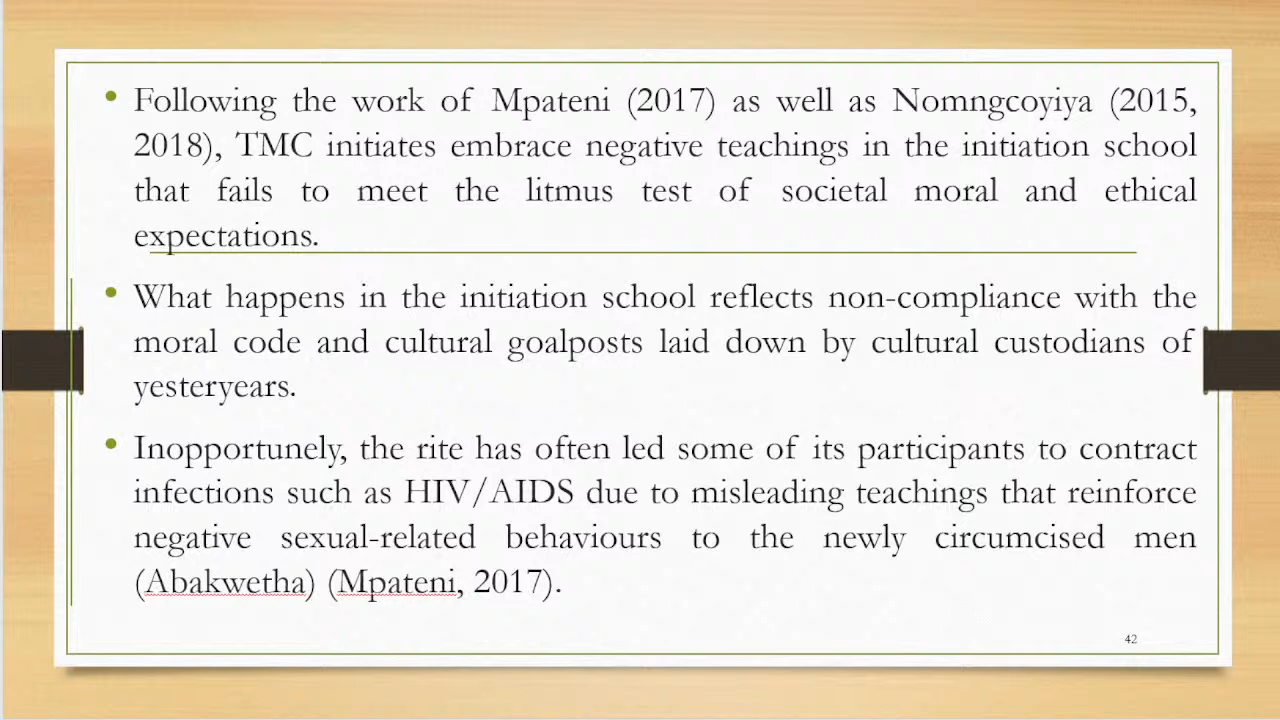 • Following the work of Mpateni (2017) as well as Nomngcoyiya (2015,
2018), TMC initiates embrace negative teachings in the initiation school
that fails to meet the litmus test of societal moral and ethical
expectations.
• What happens in the initiation school reflects non-compliance with the
moral code and cultural goalposts laid down by cultural custodians of
yesteryears.
• Inopportunely, the rite has often led some of its participants to contract
infections such as HIV/AIDS due to misleading teachings that reinforce
negative sexual-related behaviours to the newly circumcised men
(Abakwetha) (Mpateni, 2017).
42